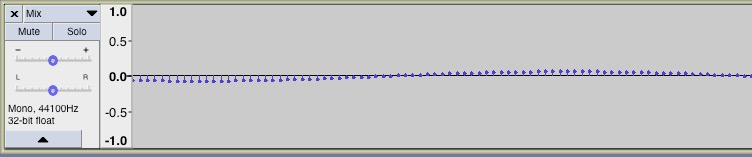 Mix
Mute Solo
- +
L R
Mono, 44100Hz
32-bit float
1.0
0.5-
0.0-
-0.5-
-1.0